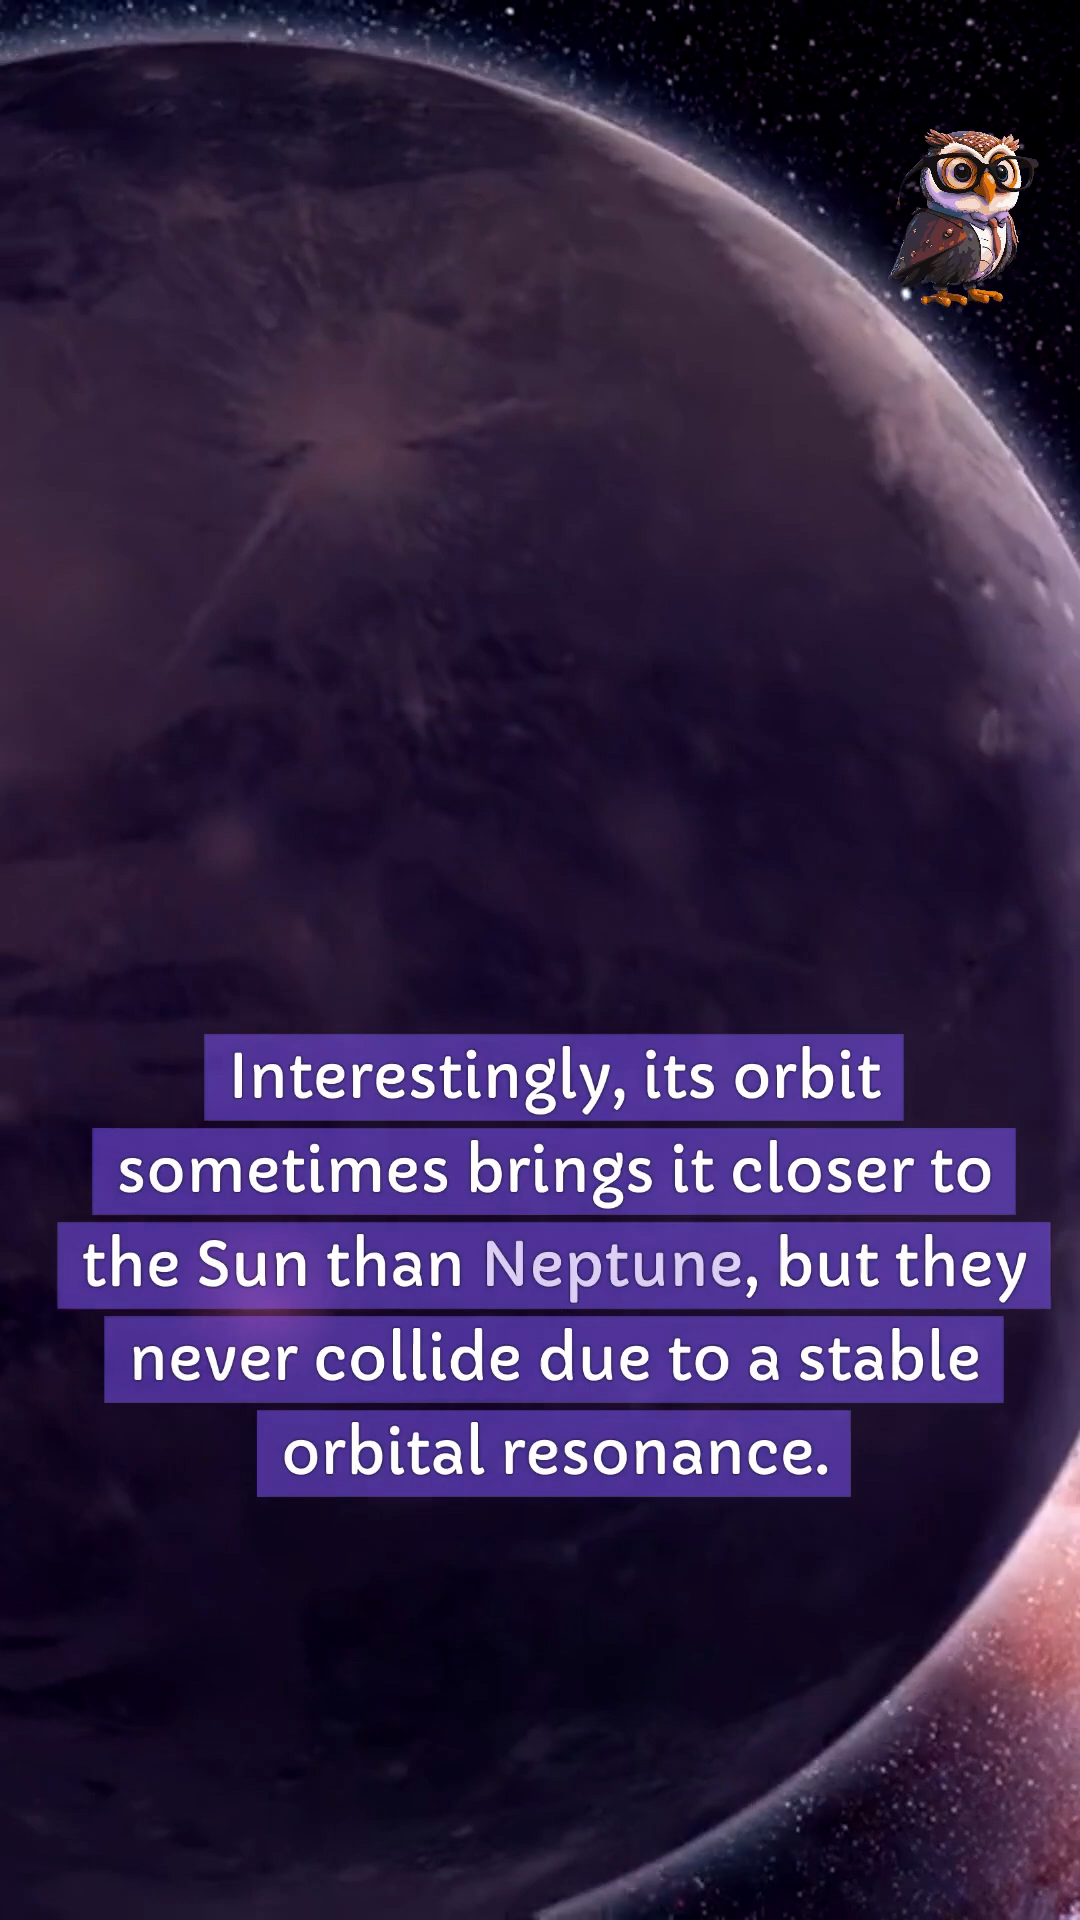 Interestingly, its orbit
sometimes brings it closer to
the Sun than Neptune, but they
never collide due to a stable
orbital resonance.